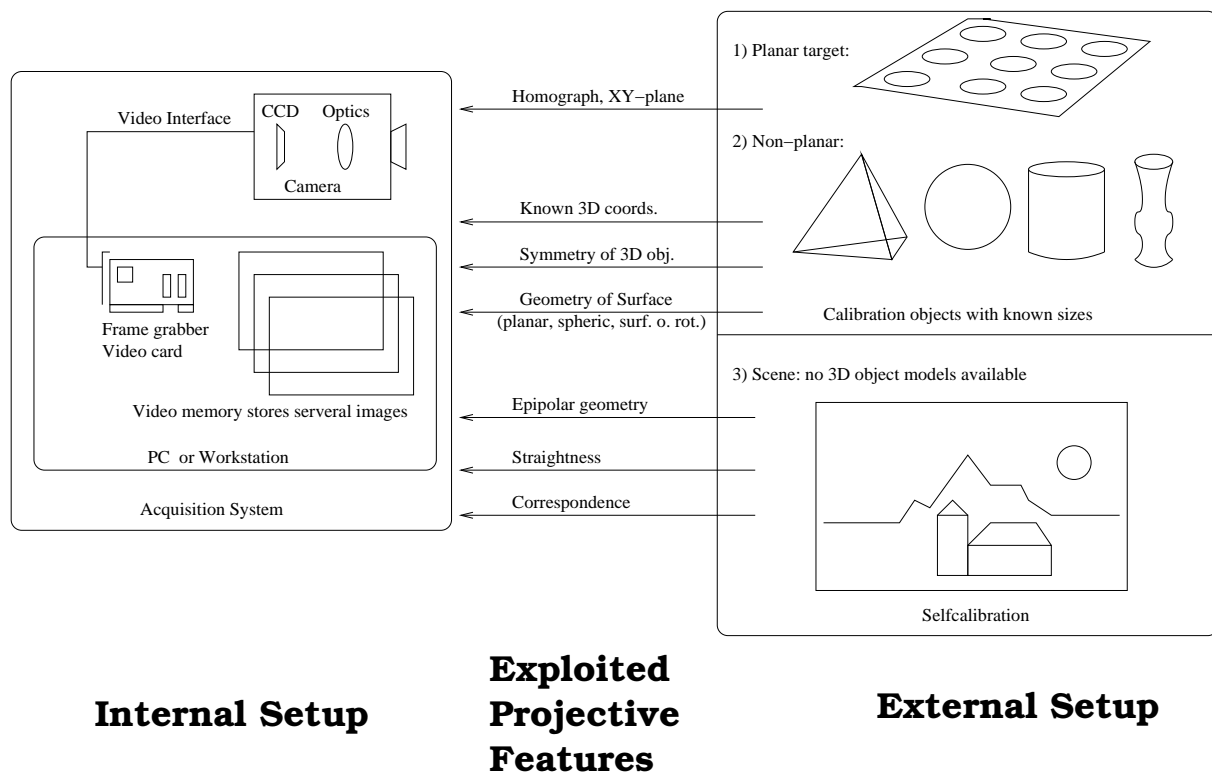 Video Interface
CCD
Optics
Camera
Frame grabber
Video card
Video memory stores serveral images
PC or Workstation
Acquisition System
Homograph, XY−plane
Known 3D coords.
Symmetry of 3D obj.
Geometry of Surface
(planar, spheric, surf. o. rot.)
Epipolar geometry
Straightness
Correspondence
1) Planar target:
2) Non−planar:
Calibration objects with known sizes
3) Scene: no 3D object models available
Selfcalibration
Internal Setup
Exploited
Projective
Features
External Setup